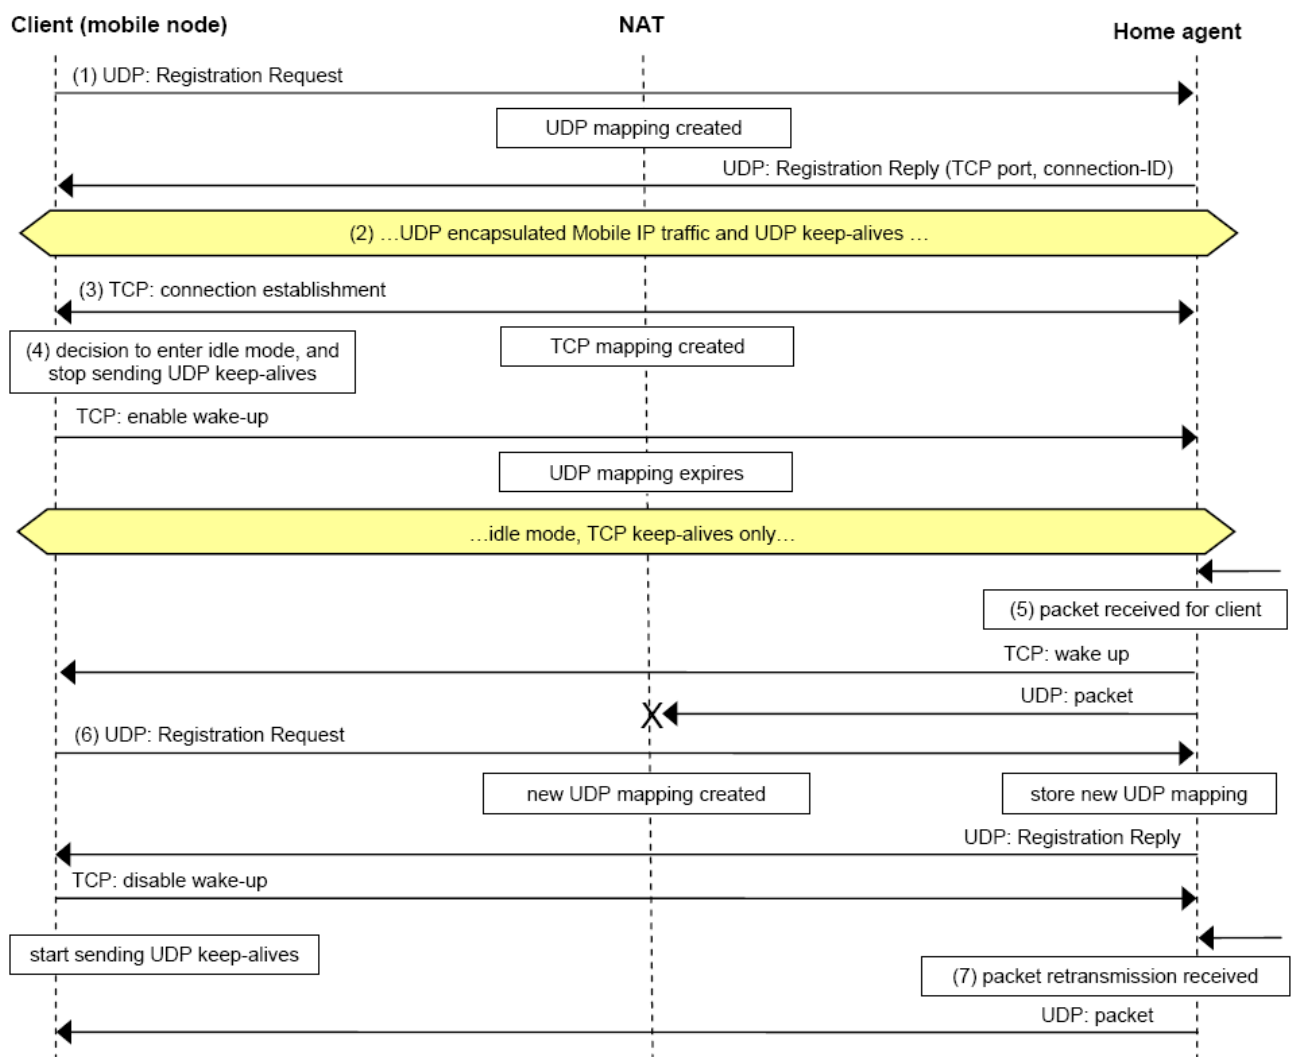 Client (mobile node)
NAT
Home agent
(1) UDP: Registration Request
UDP mapping created
UDP: Registration Reply (TCP port, connection-ID)
(2) …UDP encapsulated Mobile IP traffic and UDP keep-alives …
(3) TCP: connection establishment
(4) decision to enter idle mode, and
stop sending UDP keep-alives
TCP mapping created
TCP: enable wake-up
UDP mapping expires
…idle mode, TCP keep-alives only…
(5) packet received for client
TCP: wake up
UDP: packet
X
(6) UDP: Registration Request
new UDP mapping created
store new UDP mapping
UDP: Registration Reply
TCP: disable wake-up
start sending UDP keep-alives
(7) packet retransmission received
UDP: packet